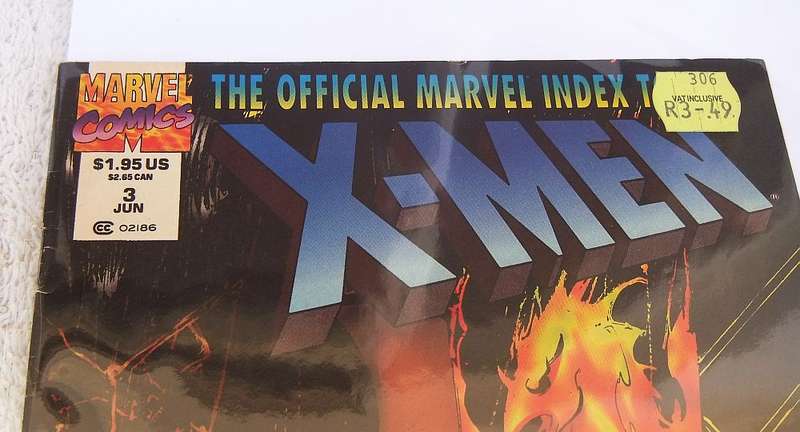 MARVEL
COMICS
M
$1.95 US
$2.65 CAN
3
JUN
CC 02186
THE OFFICIAL MARVEL INDEX T
X-MEN
306
VAT INCLUSIVE
R3-.49